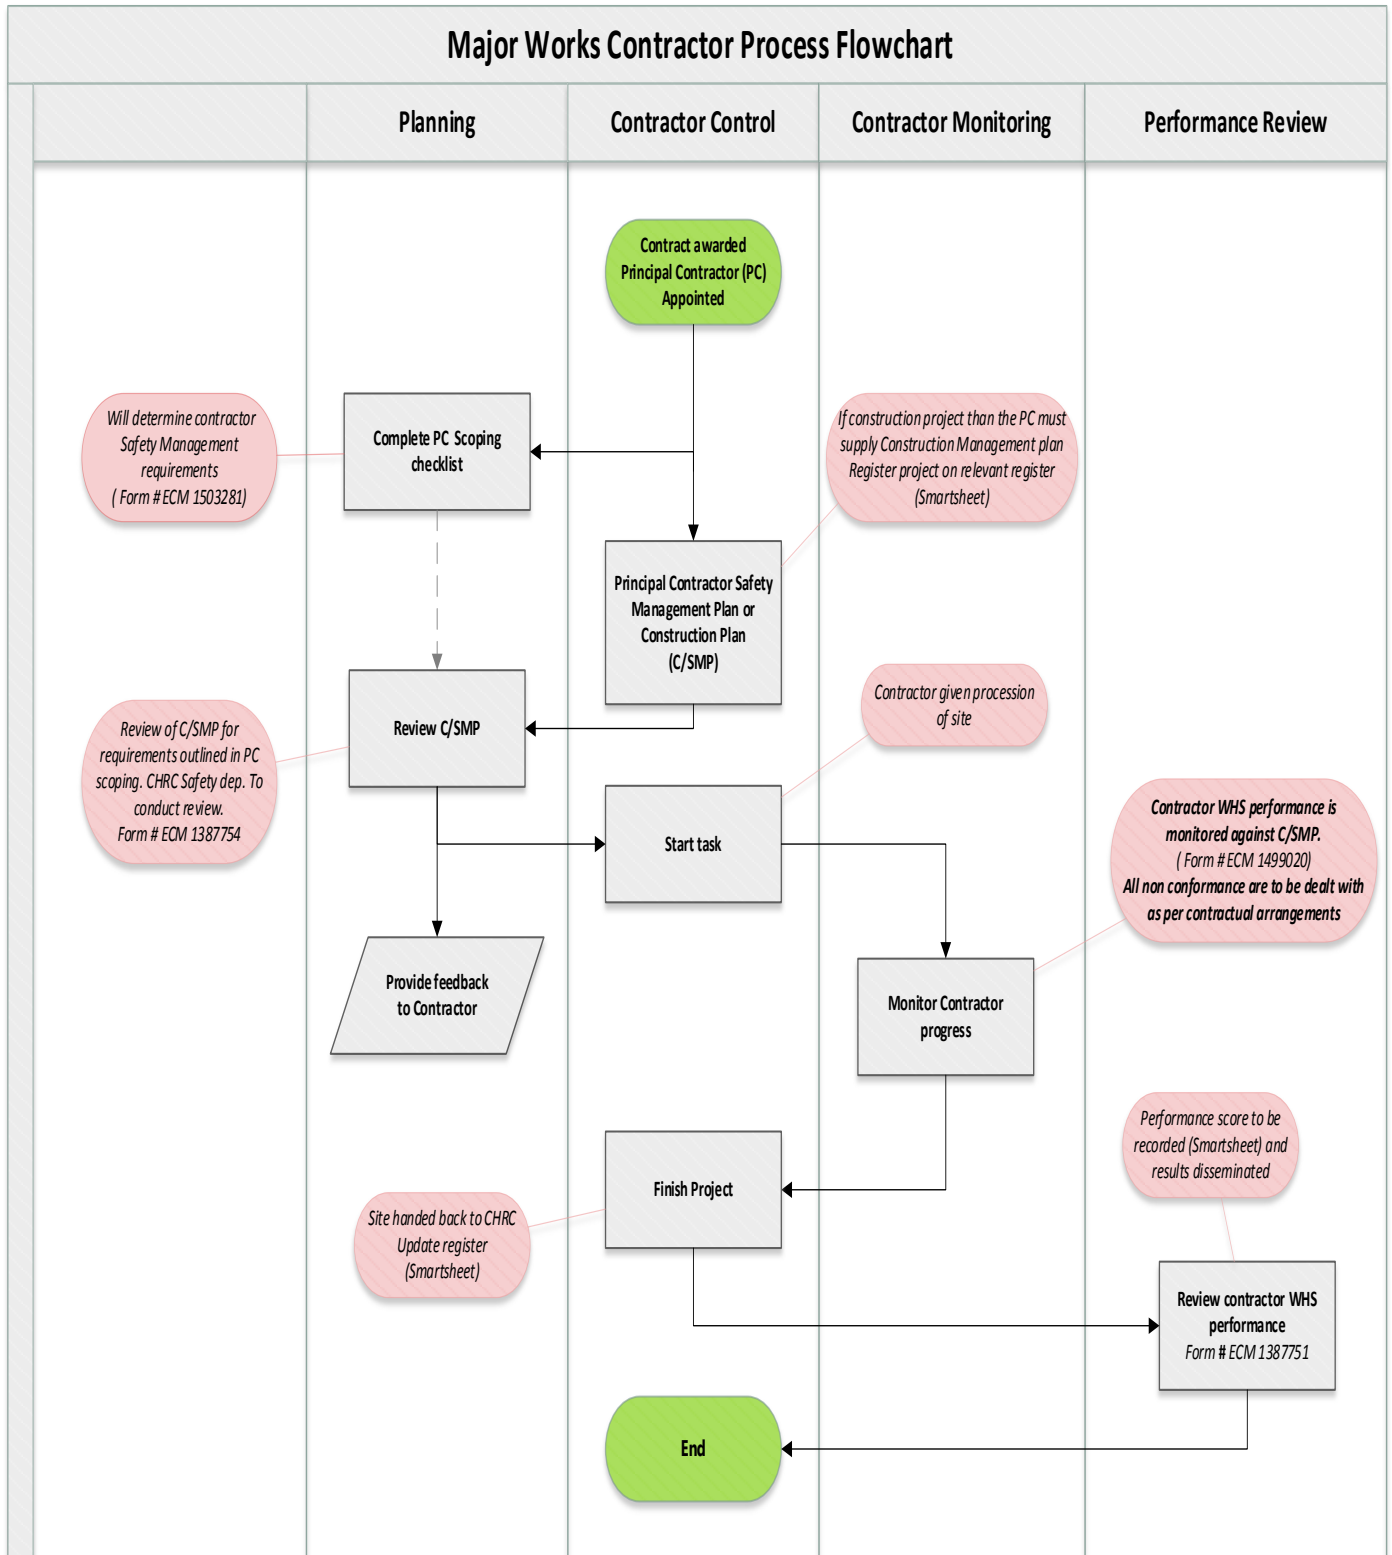 Major Works Contractor Process Flowchart
Planning
Contractor Control
Contractor Monitoring
Performance Review
Contract awarded
Principal Contractor (PC)
Appointed
Will determine contractor
Safety Management
requirements
( Form # ECM 1503281)
Complete PC Scoping
checklist
If construction project than the PC must
supply Construction Management plan
Register project on relevant register
(Smartsheet)
Principal Contractor Safety
Management Plan or
Construction Plan
(C/SMP)
Review of C/SMP for
requirements outlined in PC
scoping. CHRC Safety dep. To
conduct review.
Form # ECM 1387754
Review C/SMP
Contractor given procession
of site
Start task
Contractor WHS performance is
monitored against C/SMP.
( Form # ECM 1499020)
All non conformance are to be dealt with
as per contractual arrangements
Provide feedback
to Contractor
Monitor Contractor
progress
Performance score to be
recorded (Smartsheet) and
results disseminated
Finish Project
Site handed back to CHRC
Update register
(Smartsheet)
Review contractor WHS
performance
Form # ECM 1387751
End